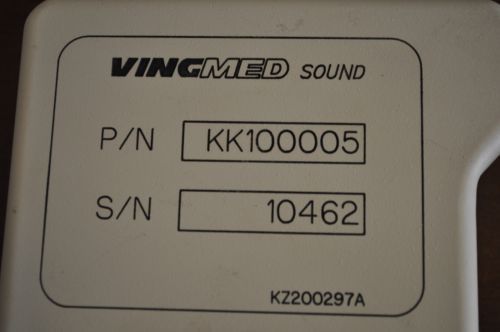 VINGMED SOUND
P/N KK100005
S/N 10462
KZ200297A